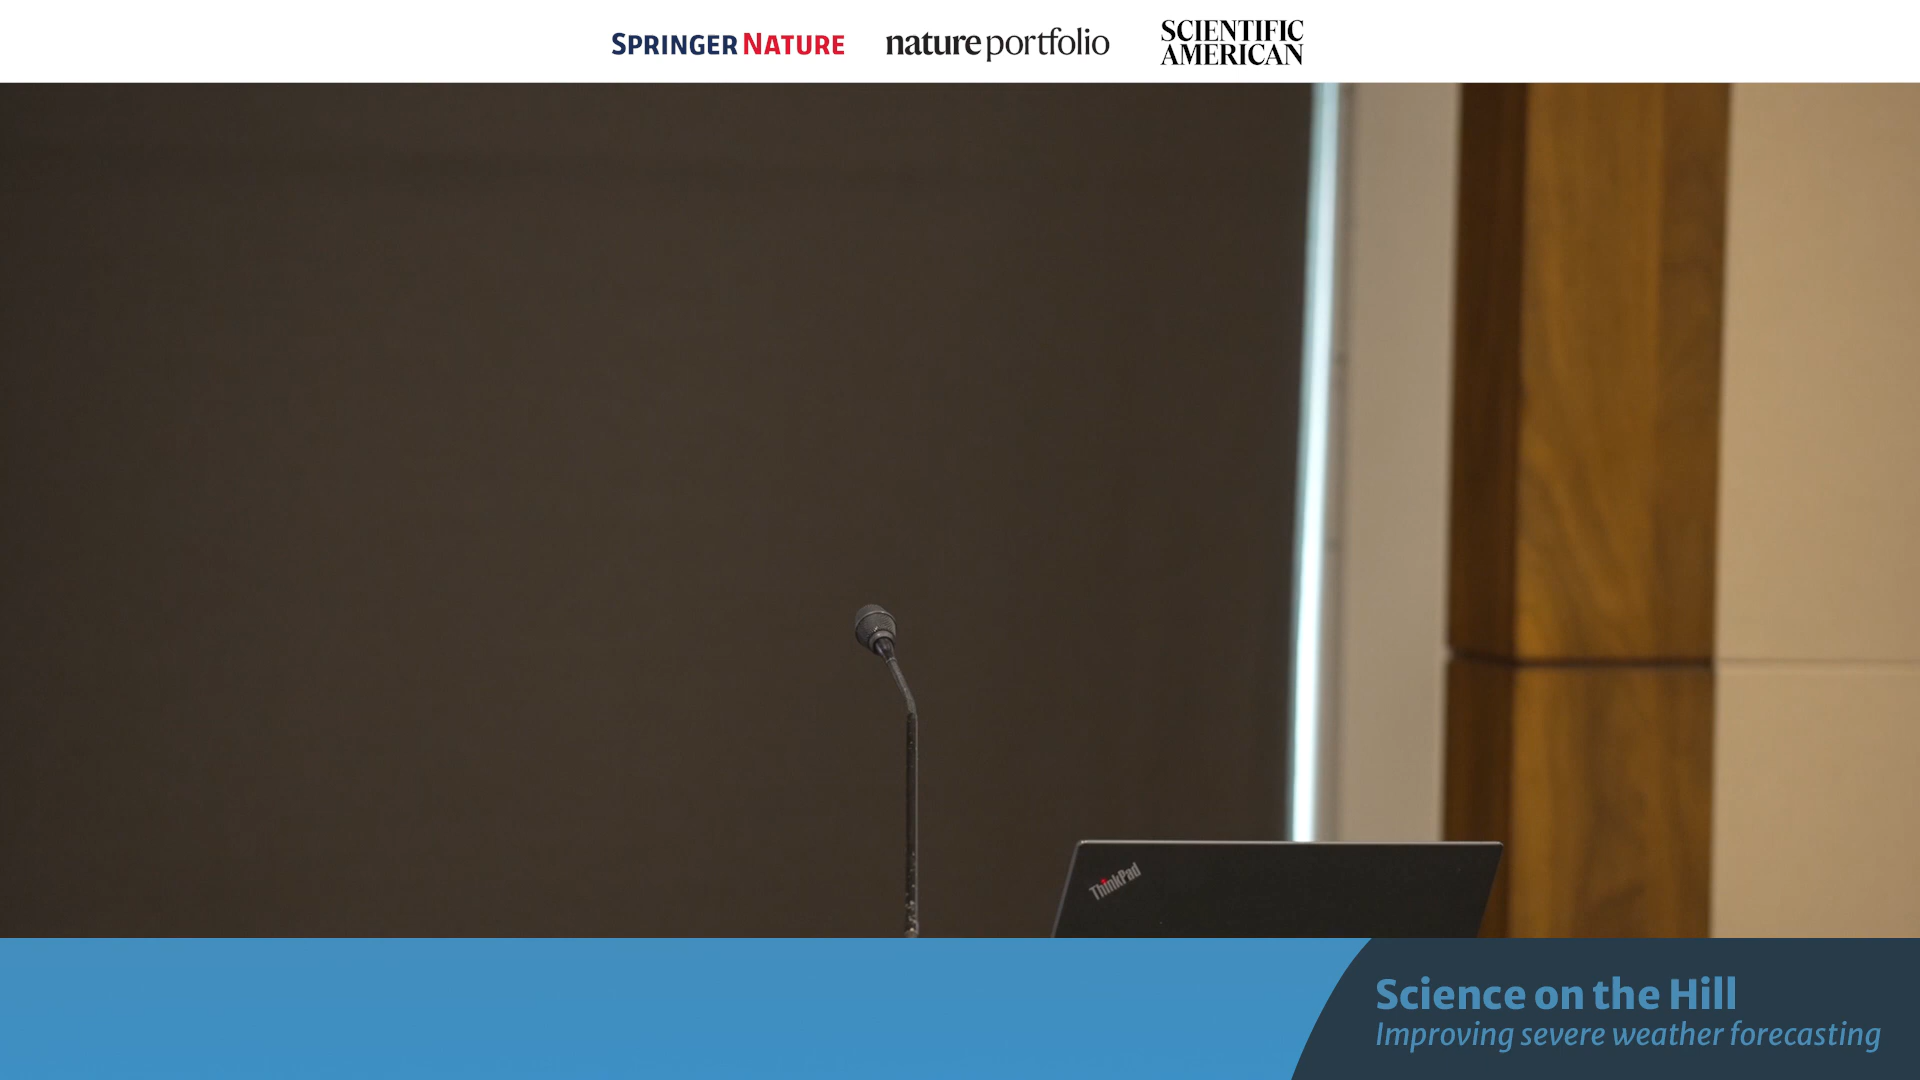 SPRINGER NATURE
nature portfolio
SCIENTIFIC
AMERICAN
ThinkPad
Science on the Hill
Improving severe weather forecasting